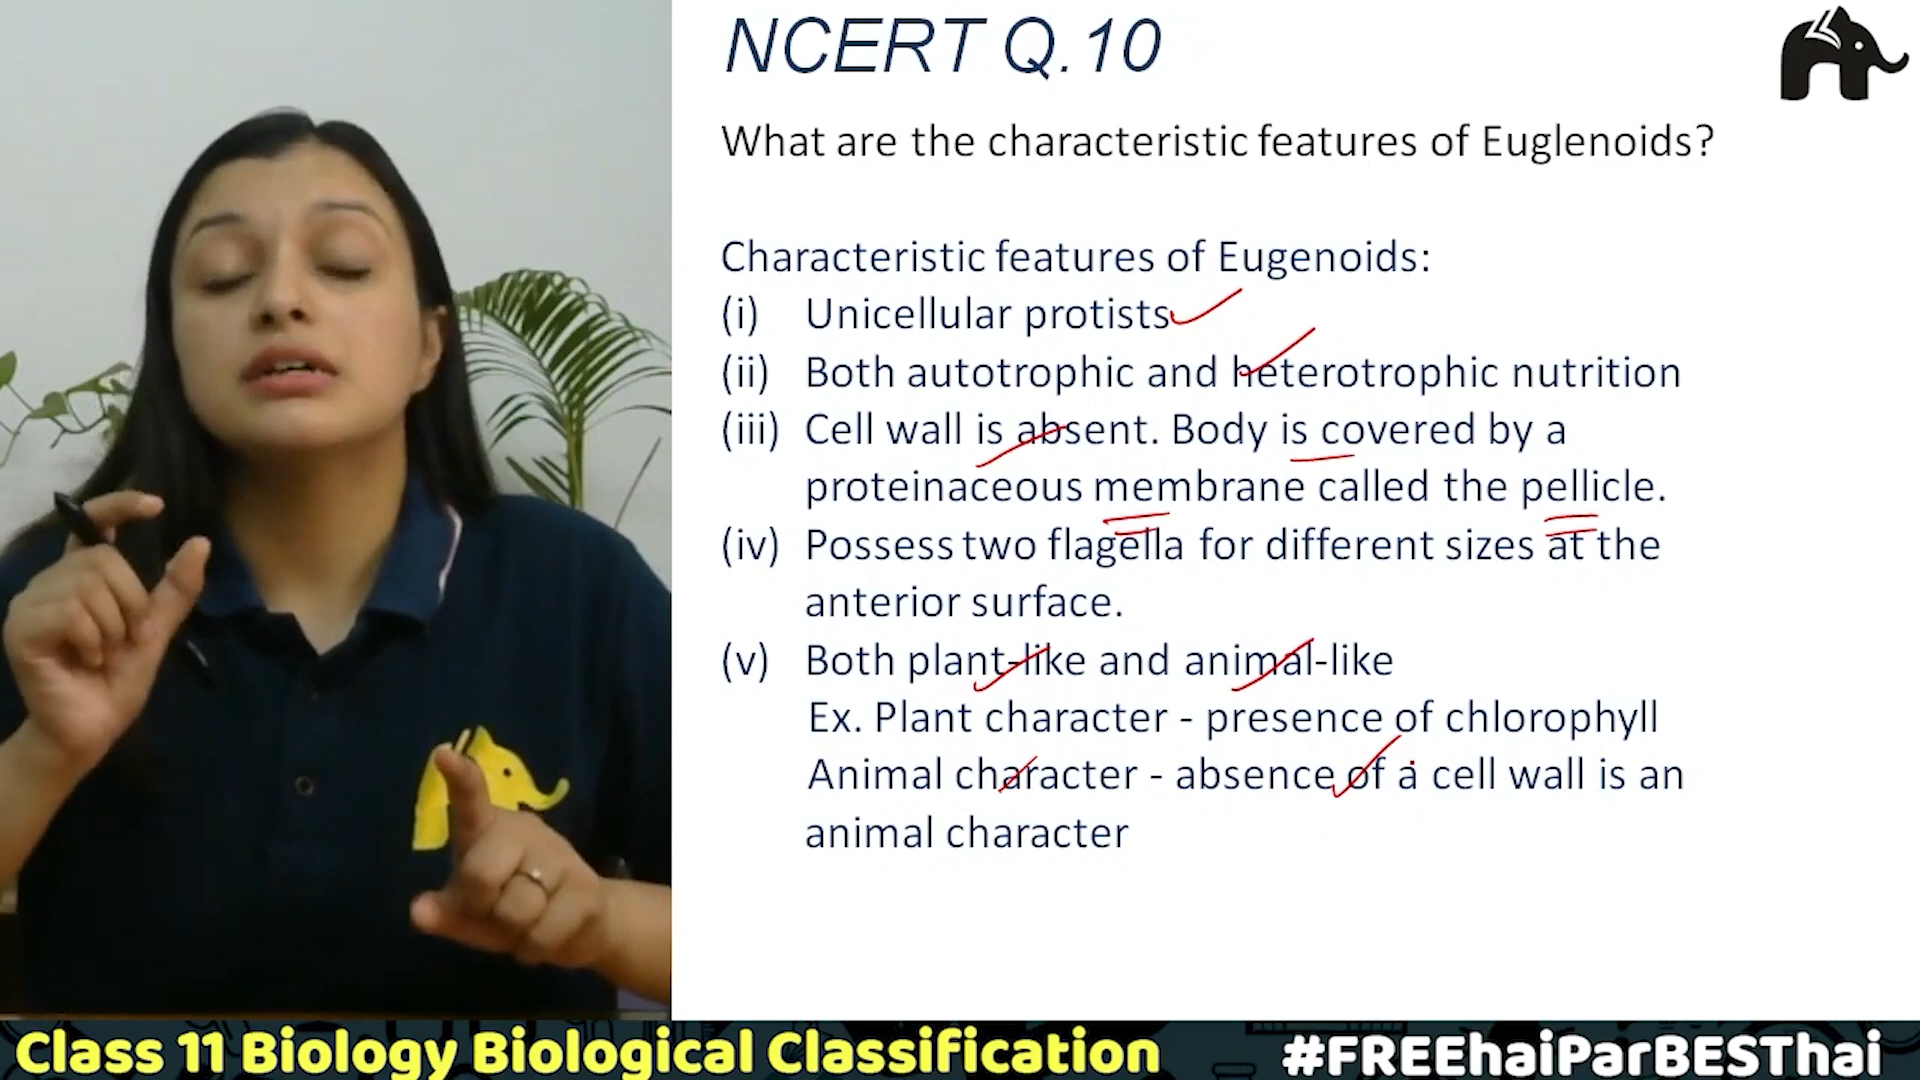 NCERT Q.10
What are the characteristic features of Euglenoids?
Characteristic features of Eugenoids:
(i) Unicellular protists
(ii) Both autotrophic and heterotrophic nutrition
(iii) Cell wall is absent. Body is covered by a
proteinaceous membrane called the pellicle.
(iv) Possess two flagella for different sizes at the
anterior surface.
(v) Both plant-like and animal-like
Ex. Plant character - presence of chlorophyll
Animal character - absence of a cell wall is an
animal character
Class 11 Biology Biological Classification
#FREEhaiParBESThai